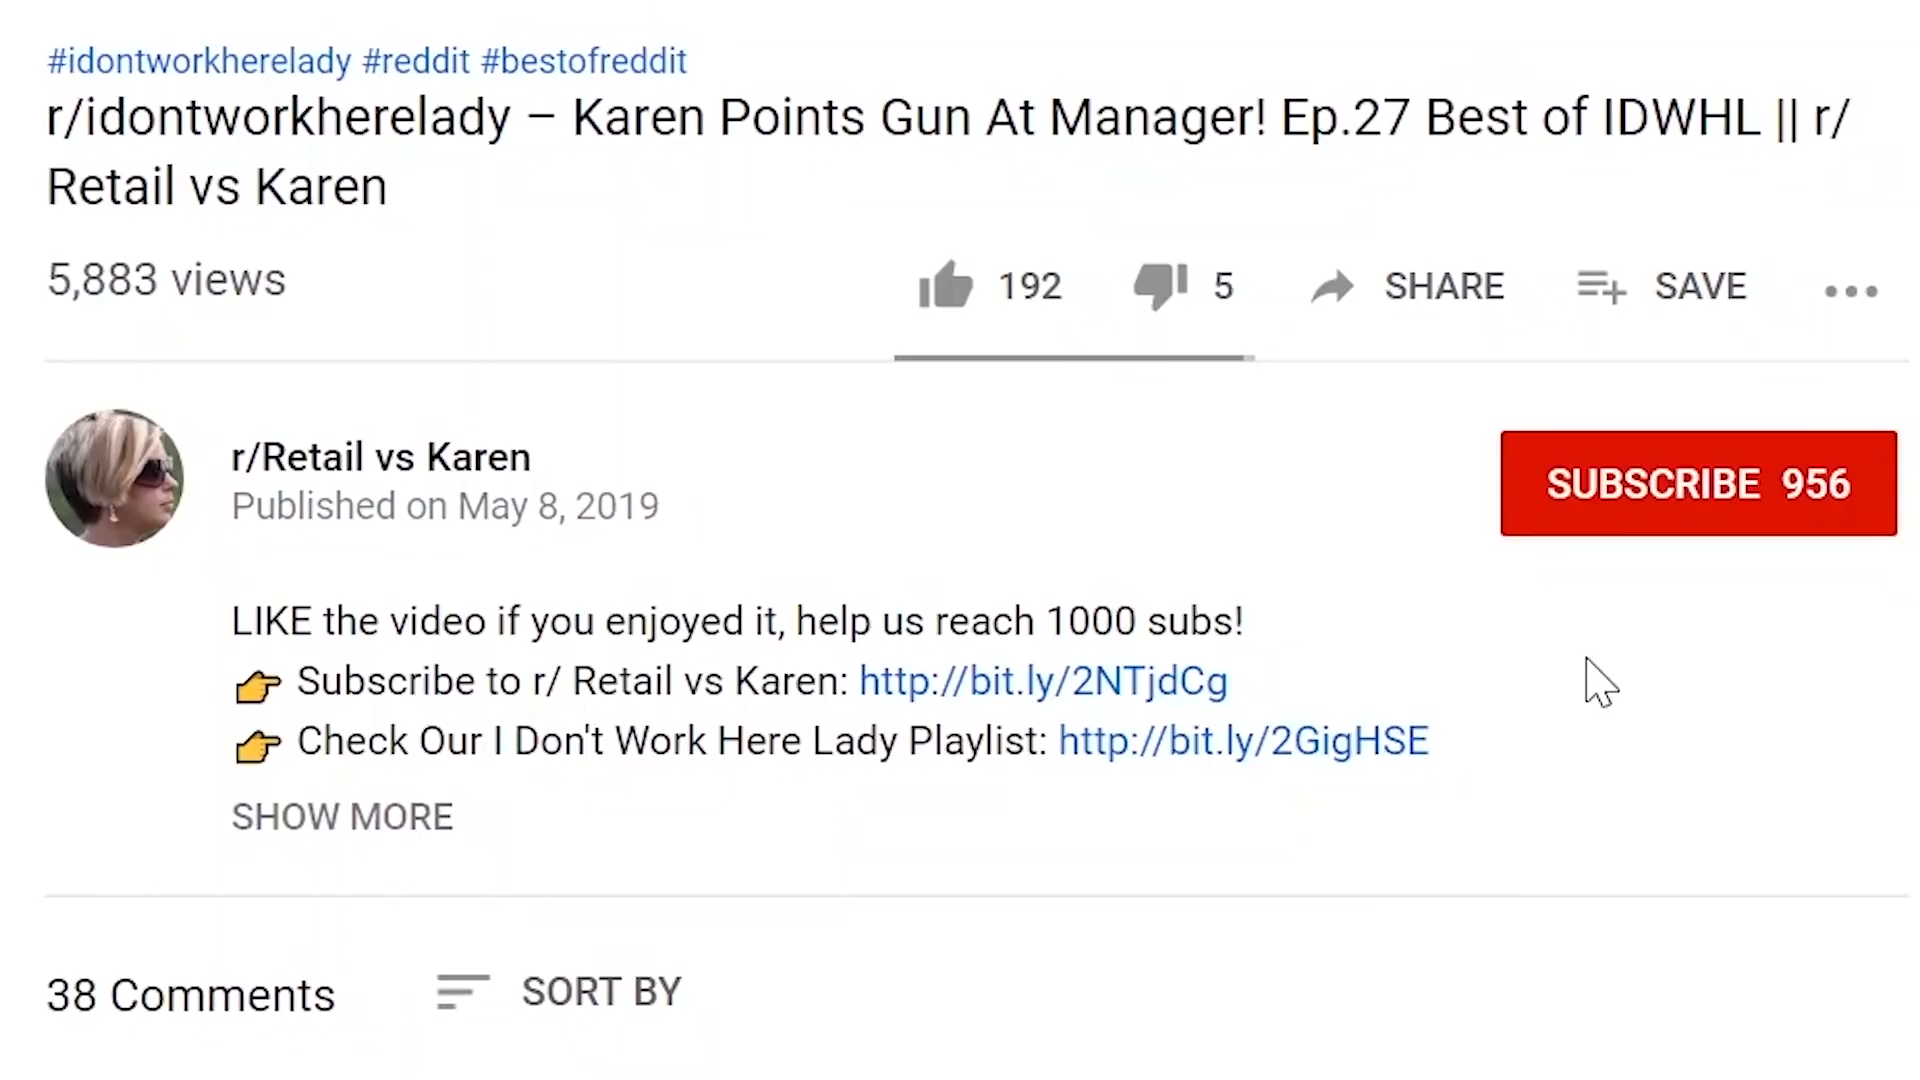 #idontworkherelady #reddit #bestofreddit
r/idontworkherelady – Karen Points Gun At Manager! Ep.27 Best of IDWHL || r/
Retail vs Karen
5,883 views
192 5 SHARE SAVE
r/Retail vs Karen
Published on May 8, 2019
SUBSCRIBE 956
LIKE the video if you enjoyed it, help us reach 1000 subs!
👉 Subscribe to r/ Retail vs Karen: http://bit.ly/2NTjdCg
👉 Check Our I Don't Work Here Lady Playlist: http://bit.ly/2GigHSE
SHOW MORE
38 Comments SORT BY